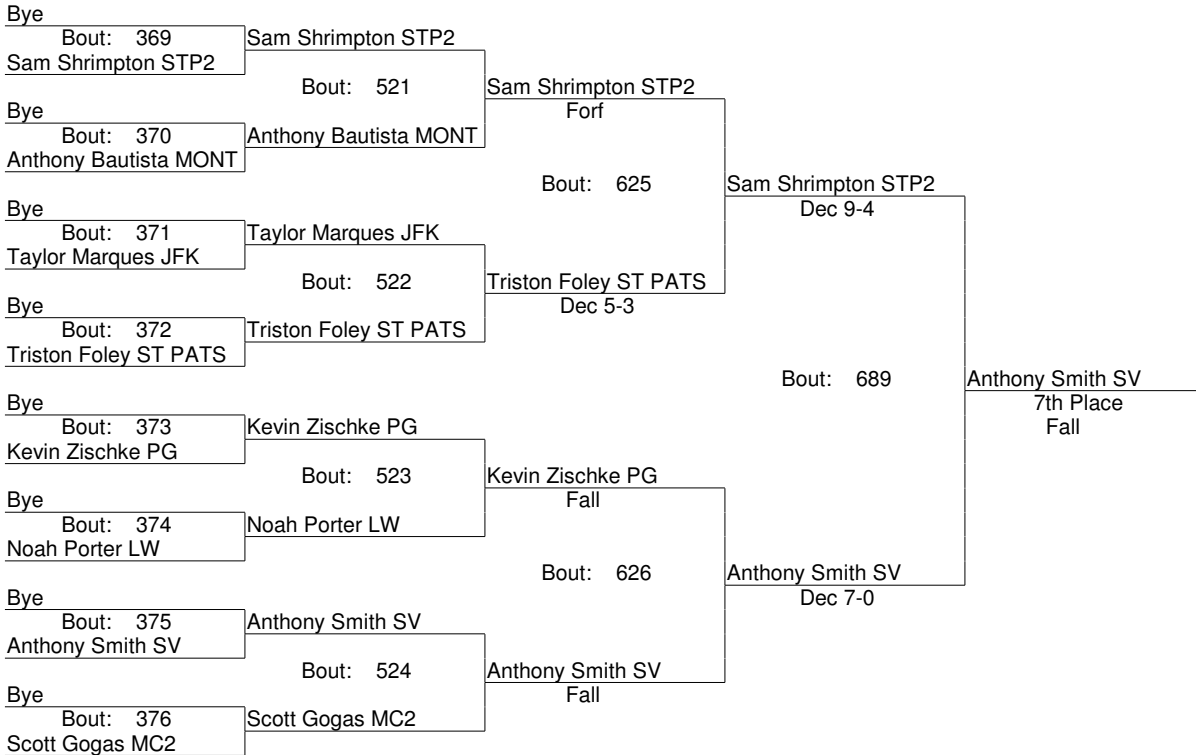 Bye
Bout: 369 Sam Shrimpton STP2
Sam Shrimpton STP2
Bout: 521 Sam Shrimpton STP2
Bye Forf
Bout: 370 Anthony Bautista MONT
Anthony Bautista MONT
Bout: 625 Sam Shrimpton STP2
Bye Dec 9-4
Bout: 371 Taylor Marques JFK
Taylor Marques JFK
Bout: 522 Triston Foley ST PATS
Bye Dec 5-3
Bout: 372 Triston Foley ST PATS
Triston Foley ST PATS
Bout: 689 Anthony Smith SV
Bye 7th Place
Bout: 373 Kevin Zischke PG Fall
Kevin Zischke PG
Bout: 523 Kevin Zischke PG
Bye Fall
Bout: 374 Noah Porter LW
Noah Porter LW
Bout: 626 Anthony Smith SV
Bye Dec 7-0
Bout: 375 Anthony Smith SV
Anthony Smith SV
Bout: 524 Anthony Smith SV
Bye Fall
Bout: 376 Scott Gogas MC2
Scott Gogas MC2